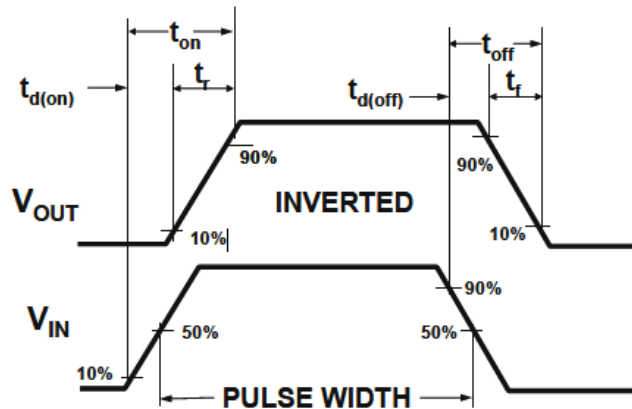 ton
toff
td(on)
tr
td(off)
tf
90%
90%
VOUT
INVERTED
10%
10%
90%
VIN
50%
50%
10%
PULSE WIDTH